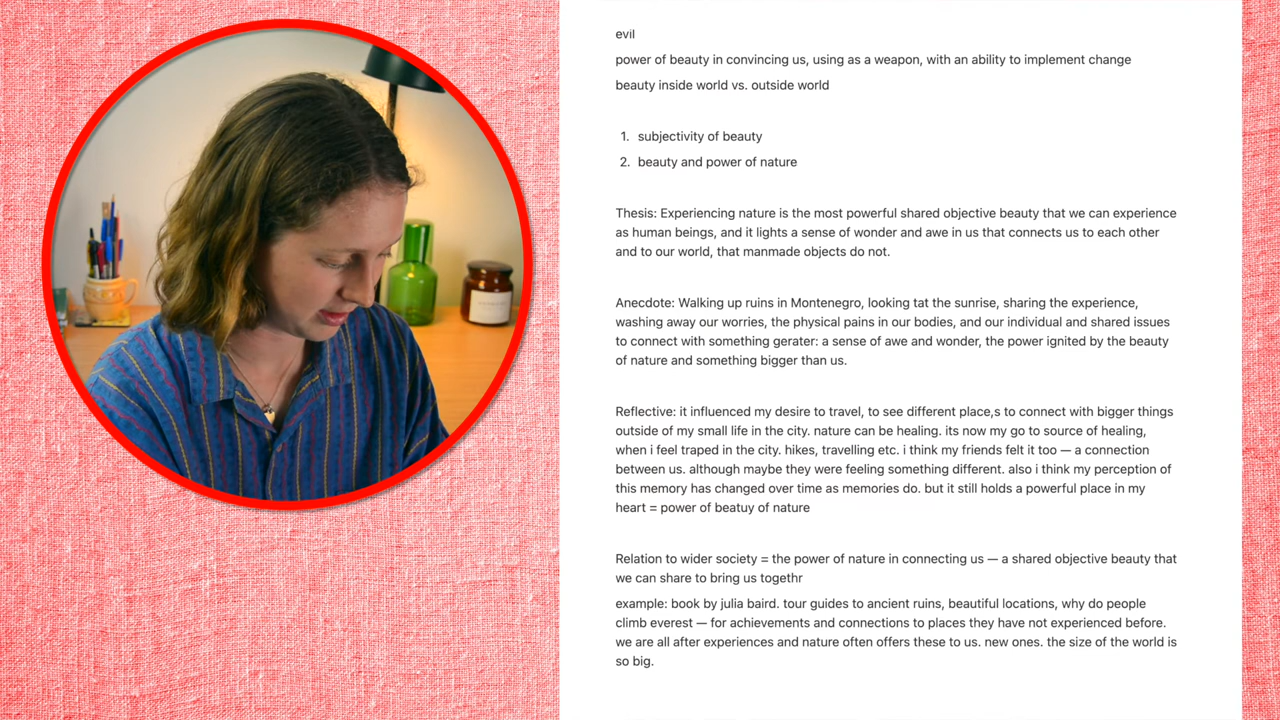 evil
power of beauty in convincing us, using as a weapon, with an ability to implement change
beauty inside world vs. outside world
1. subjectivity of beauty
2. beauty and power of nature
Thesis: Experiencing nature is the most powerful shared objective beauty that we can experience
as human beings, and it lights a sense of wonder and awe in us that connects us to each other
and to our world, that manmade objects do not.
Anecdote: Walking up ruins in Montenegro, looking tat the sunrise, sharing the experience,
washing away our worries, the physical pains in our bodies, and our individual and shared issues
to connect with something gerater: a sense of awe and wonder, the power ignited by the beauty
of nature and something bigger than us.
Reflective: it influenced my desire to travel, to see different place,s to connect with bigger things
outside of my small life in the city. nature can be healing. its now my go to source of healing,
when i feel traped in the city. hikes, travelling etc. i think my friends felt it too — a connection
between us. although maybe they were feeling something different. also i think my perception of
this memory has changed over time as memories do. but it still holds a powerful place in my
heart = power of beatuy of nature
Relation to wider society = the power of nature in connecting us — a shared objective beauty that
we can share to bring us togethr
example: book by julia baird. tour guides to ancient ruins, beautiful locations, why do people
climb everest — for achievements and connections to places they have not experienced before.
we are all after experiences and nature often offers these to us. new ones. the size of the world is
so big.